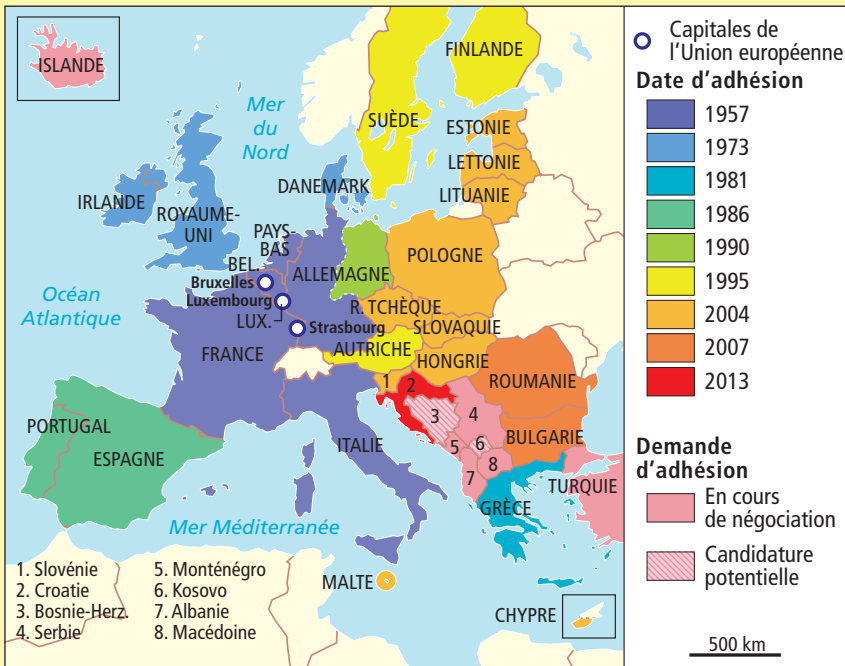 ISLANDE
FINLANDE
Mer
du
Nord
SUÈDE
ESTONIE
LETTONIE
LITUANIE
DANEMARK
IRLANDE
ROYAUME-
UNI
PAYS-
BAS
BEL.
Bruxelles
ALLEMAGNE
POLOGNE
Luxembourg
LUX.
R. TCHÈQUE
Océan
Atlantique
Strasbourg
SLOVAQUIE
FRANCE
AUTRICHE
HONGRIE
1
2
ROUMANIE
3
4
PORTUGAL
ESPAGNE
ITALIE
5
6
BULGARIE
7
8
TURQUIE
GRÈCE
Mer Méditerranée
MALTE
CHYPRE
1. Slovénie
2. Croatie
3. Bosnie-Herz.
4. Serbie
5. Monténégro
6. Kosovo
7. Albanie
8. Macédoine
Capitales de
l'Union européenne
Date d'adhésion
1957
1973
1981
1986
1990
1995
2004
2007
2013
Demande
d'adhésion
En cours
de négociation
Candidature
potentielle
500 km